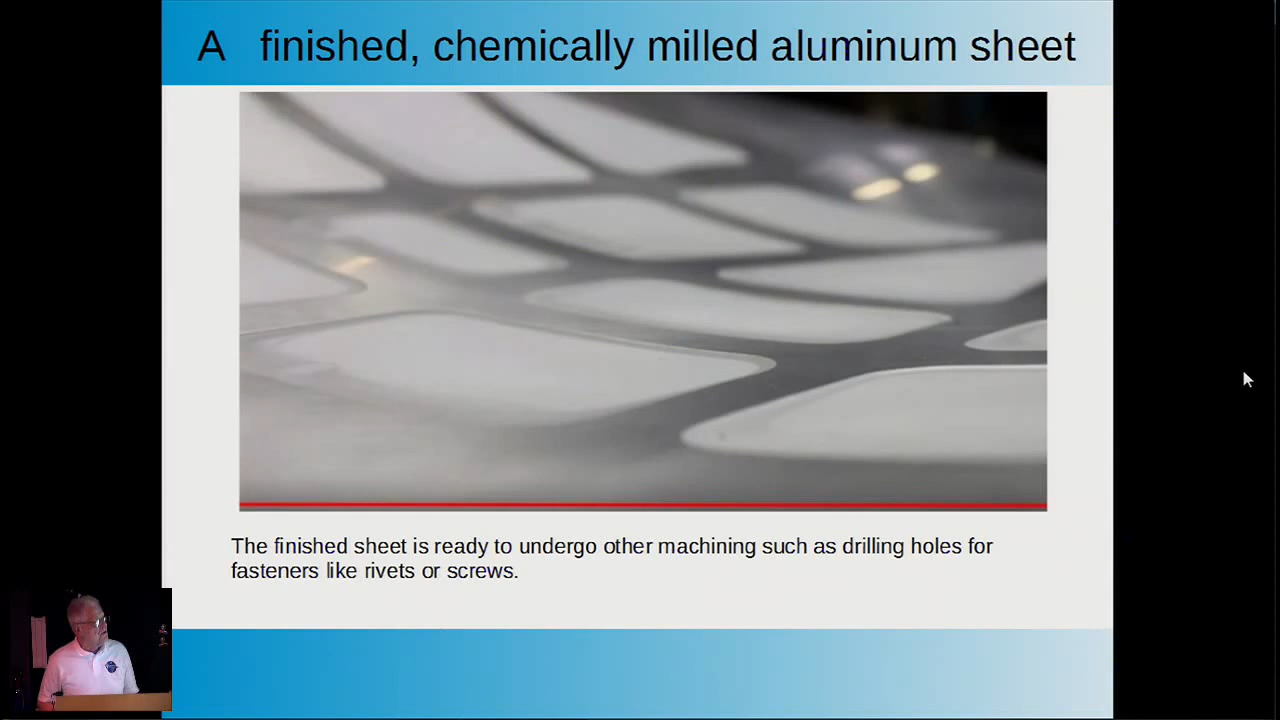 A finished, chemically milled aluminum sheet
The finished sheet is ready to undergo other machining such as drilling holes for
fasteners like rivets or screws.